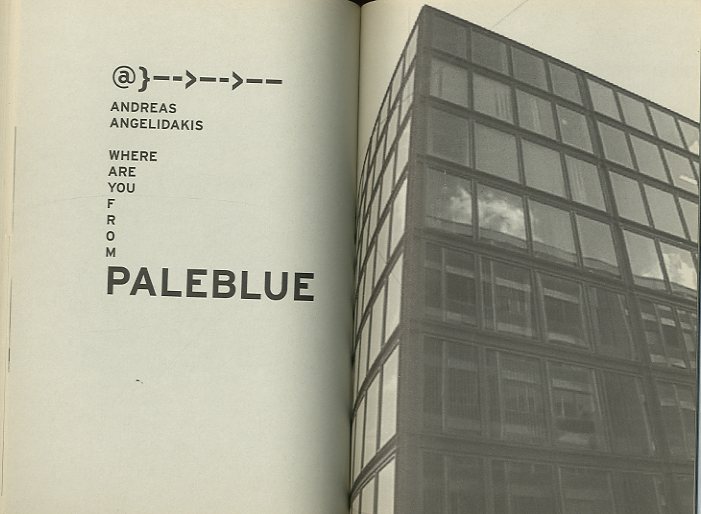 @}-->-->--
ANDREAS
ANGELIDAKIS
WHERE
ARE
YOU
F
R
O
M
PALEBLUE